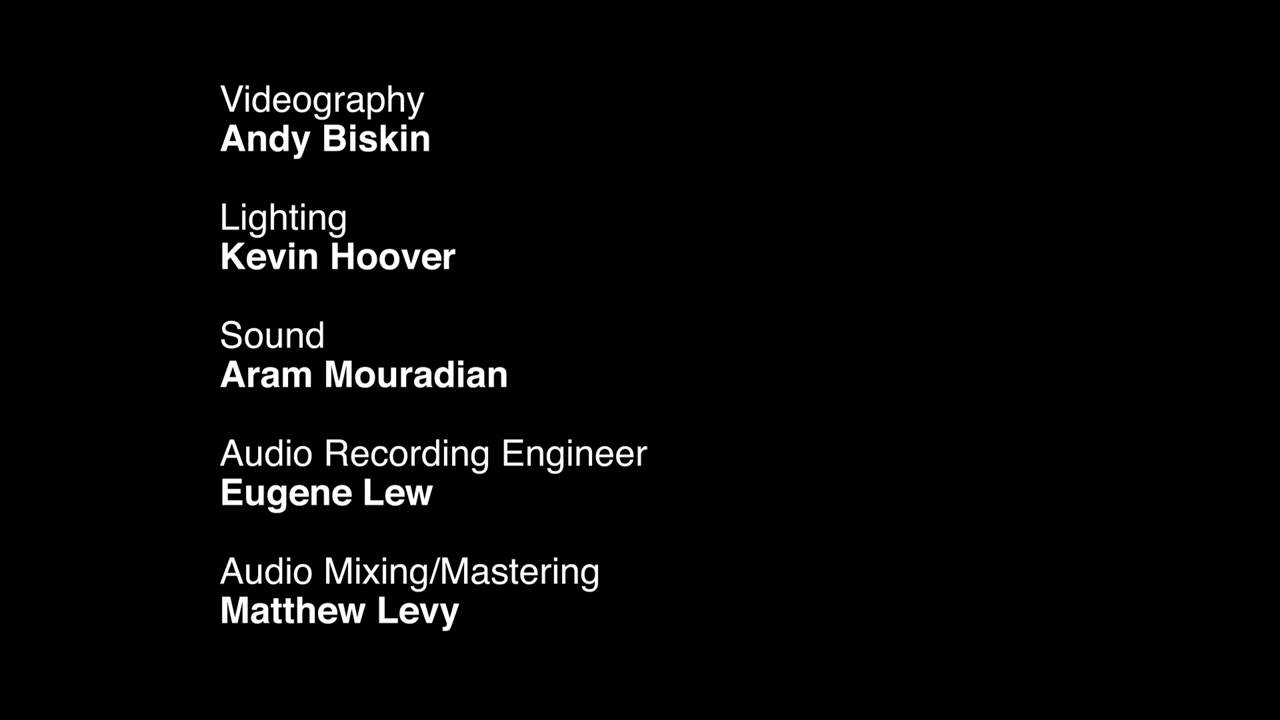 Videography
Andy Biskin
Lighting
Kevin Hoover
Sound
Aram Mouradian
Audio Recording Engineer
Eugene Lew
Audio Mixing/Mastering
Matthew Levy